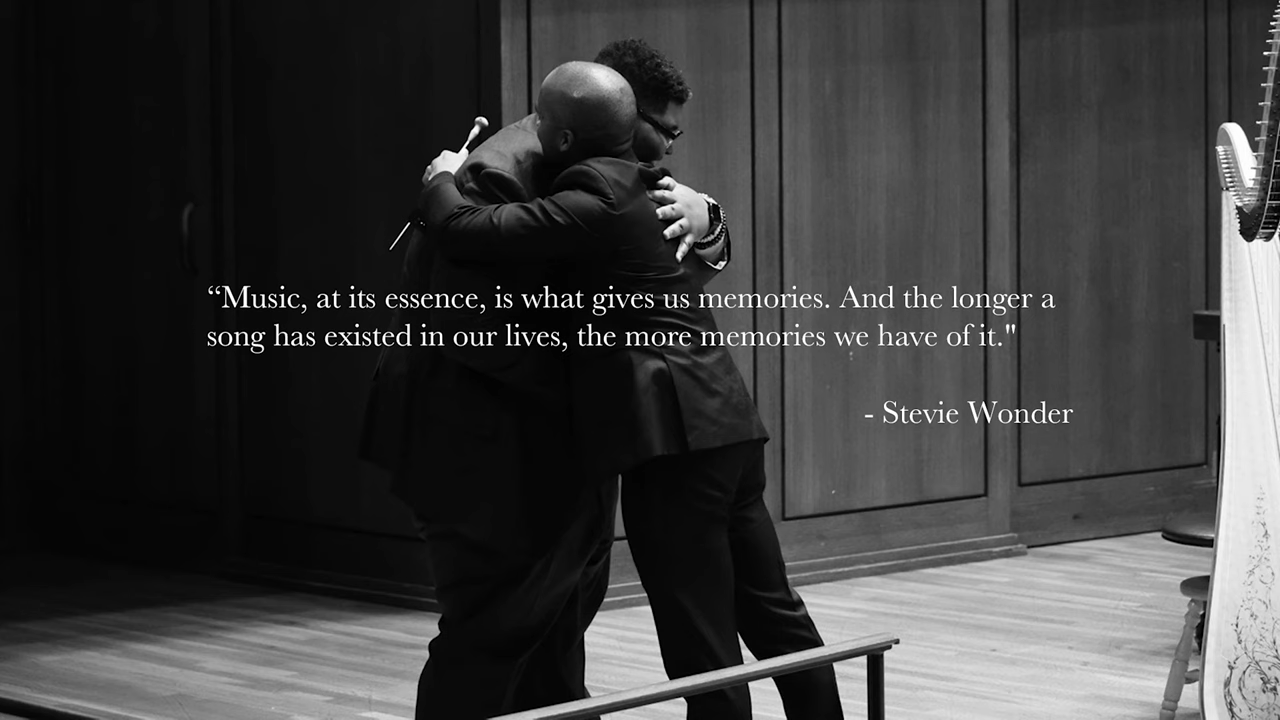 “Music, at its essence, is what gives us memories. And the longer a
song has existed in our lives, the more memories we have of it."
- Stevie Wonder